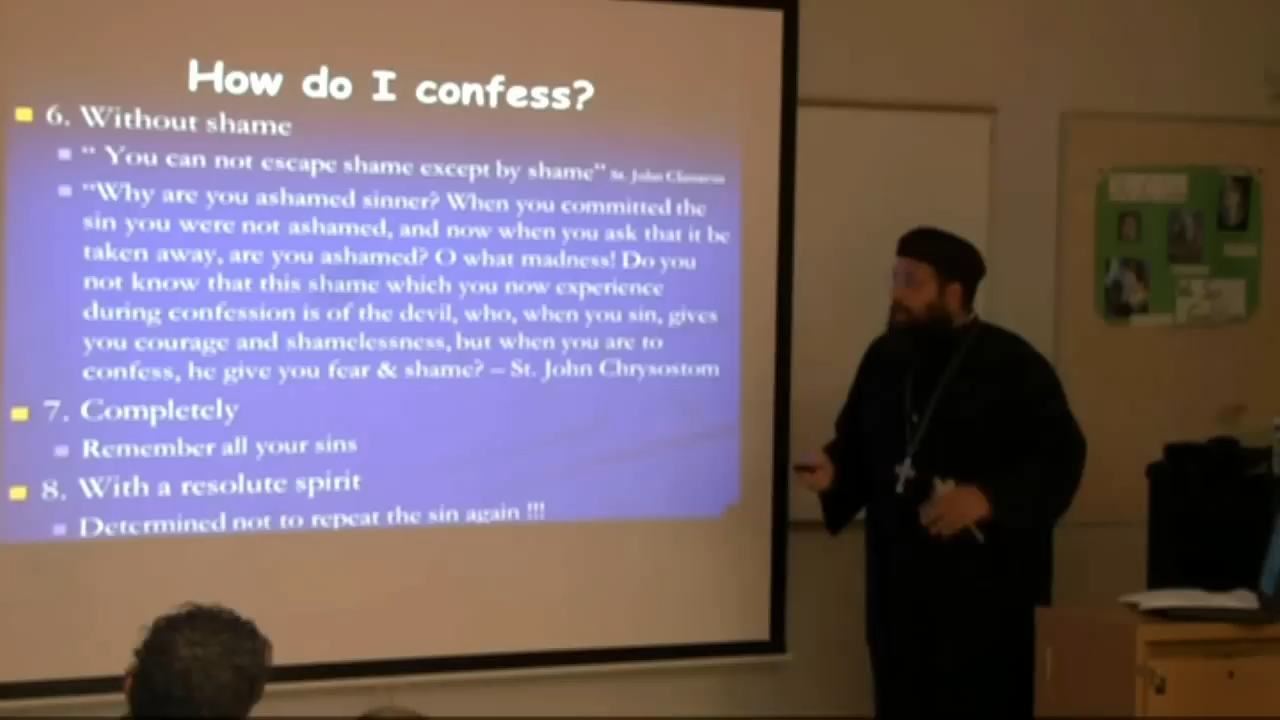 How do I confess?
6. Without shame
“ You can not escape shame except by shame” St. John Climacus
“Why are you ashamed sinner? When you committed the
sin you were not ashamed, and now when you ask that it be
taken away, are you ashamed? O what madness! Do you
not know that this shame which you now experience
during confession is of the devil, who, when you sin, gives
you courage and shamelessness, but when you are to
confess, he give you fear & shame? – St. John Chrysostom
7. Completely
Remember all your sins
8. With a resolute spirit
Determined not to repeat the sin again !!!